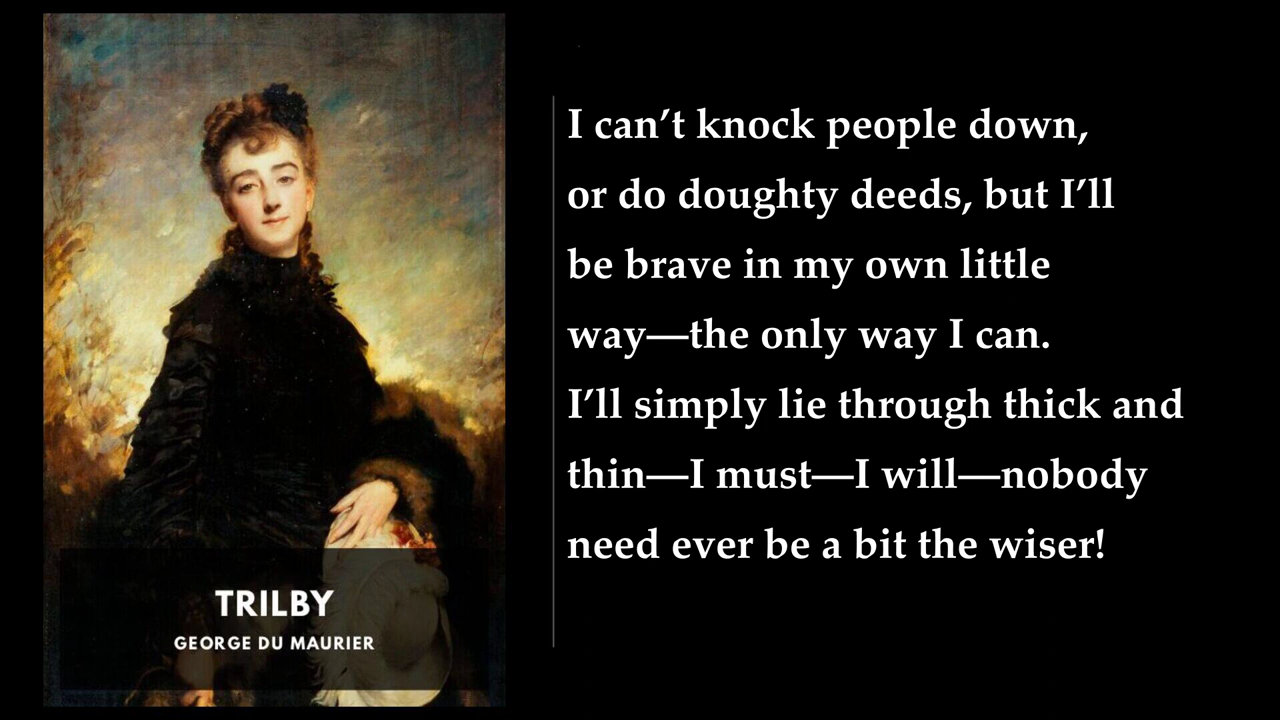 TRILBY
GEORGE DU MAURIER
I can’t knock people down,
or do doughty deeds, but I’ll
be brave in my own little
way—the only way I can.
I’ll simply lie through thick and
thin—I must—I will—nobody
need ever be a bit the wiser!